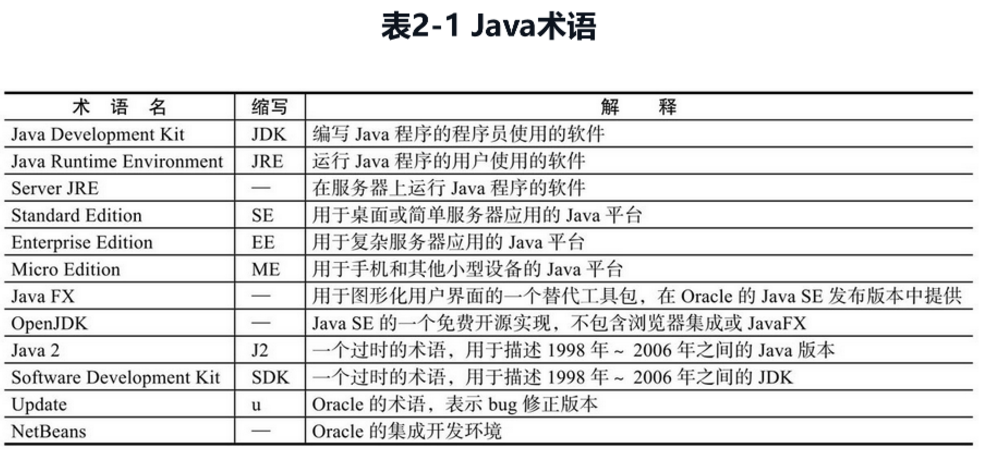 表2-1 Java术语
术 语 名 缩写 解 释
Java Development Kit JDK 编写 Java 程序的程序员使用的软件
Java Runtime Environment JRE 运行 Java 程序的用户使用的软件
Server JRE — 在服务器上运行 Java 程序的软件
Standard Edition SE 用于桌面或简单服务器应用的 Java 平台
Enterprise Edition EE 用于复杂服务器应用的 Java 平台
Micro Edition ME 用于手机和其他小型设备的 Java 平台
Java FX — 用于图形化用户界面的一个替代工具包，在 Oracle 的 Java SE 发布版本中提供
OpenJDK — Java SE 的一个免费开源实现，不包含浏览器集成或 JavaFX
Java 2 J2 一个过时的术语，用于描述 1998 年 ~ 2006 年之间的 Java 版本
Software Development Kit SDK 一个过时的术语，用于描述 1998 年 ~ 2006 年之间的 JDK
Update u Oracle 的术语，表示 bug 修正版本
NetBeans — Oracle 的集成开发环境